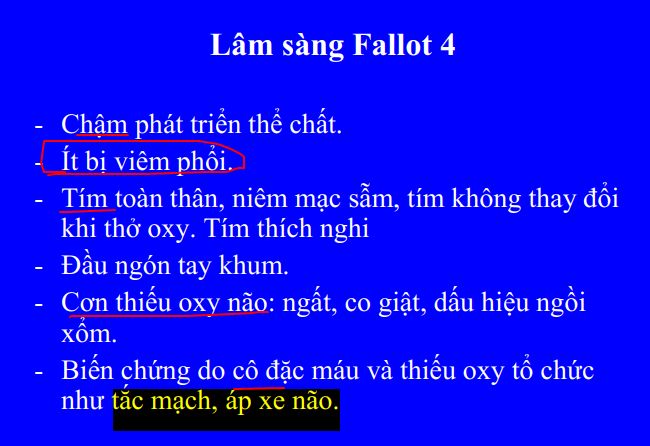 Lâm sàng Fallot 4
- Chậm phát triển thể chất.
- Ít bị viêm phổi.
- Tím toàn thân, niêm mạc sẫm, tím không thay đổi
khi thở oxy. Tím thích nghi
- Đầu ngón tay khum.
- Cơn thiếu oxy não: ngất, co giật, dấu hiệu ngồi
xổm.
- Biến chứng do cô đặc máu và thiếu oxy tổ chức
như tắc mạch, áp xe não.